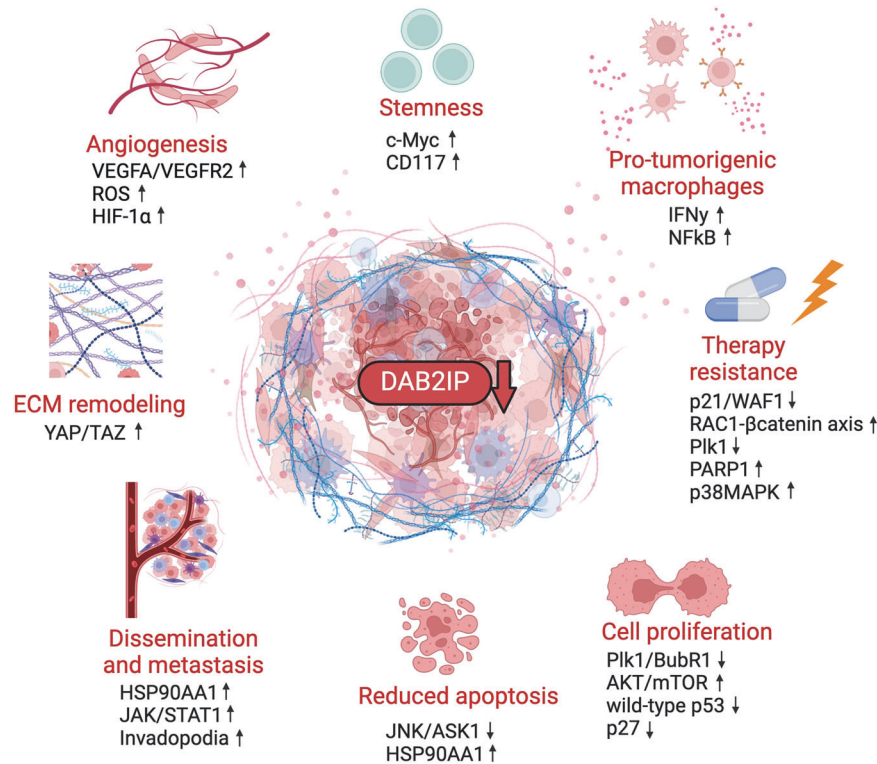 Stemness
c-Myc ↑
CD117 ↑
Angiogenesis
VEGFA/VEGFR2 ↑
ROS ↑
HIF-1α ↑
Pro-tumorigenic
macrophages
IFNy ↑
NFkB ↑
DAB2IP
Therapy
resistance
p21/WAF1 ↓
RAC1-βcatenin axis ↑
Plk1 ↓
PARP1 ↑
p38MAPK ↑
ECM remodeling
YAP/TAZ ↑
Dissemination
and metastasis
HSP90AA1 ↑
JAK/STAT1 ↑
Invadopodia ↑
Reduced apoptosis
JNK/ASK1 ↓
HSP90AA1 ↑
Cell proliferation
Plk1/BubR1 ↓
AKT/mTOR ↑
wild-type p53 ↓
p27 ↓